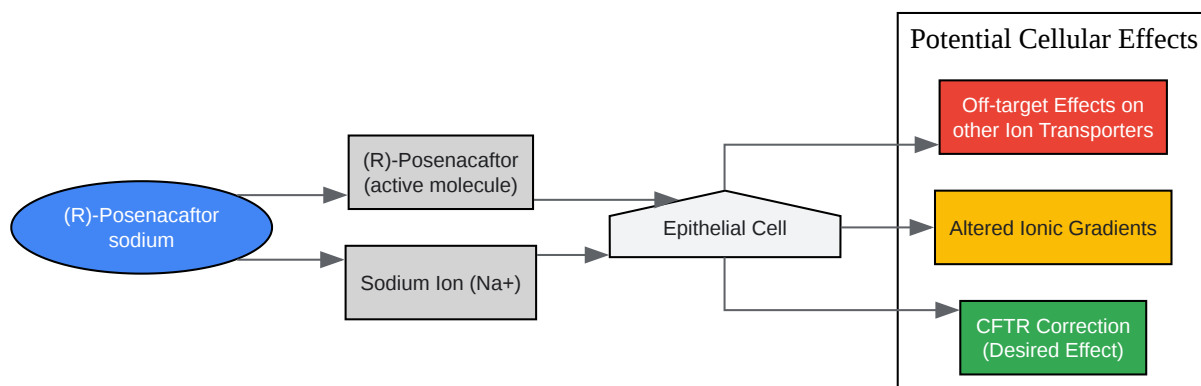 Potential Cellular Effects
Off-target Effects on
other Ion Transporters
(R)-Posenacaftor
(active molecule)
(R)-Posenacaftor
sodium
Epithelial Cell
Altered Ionic Gradients
Sodium Ion (Na+)
CFTR Correction
(Desired Effect)